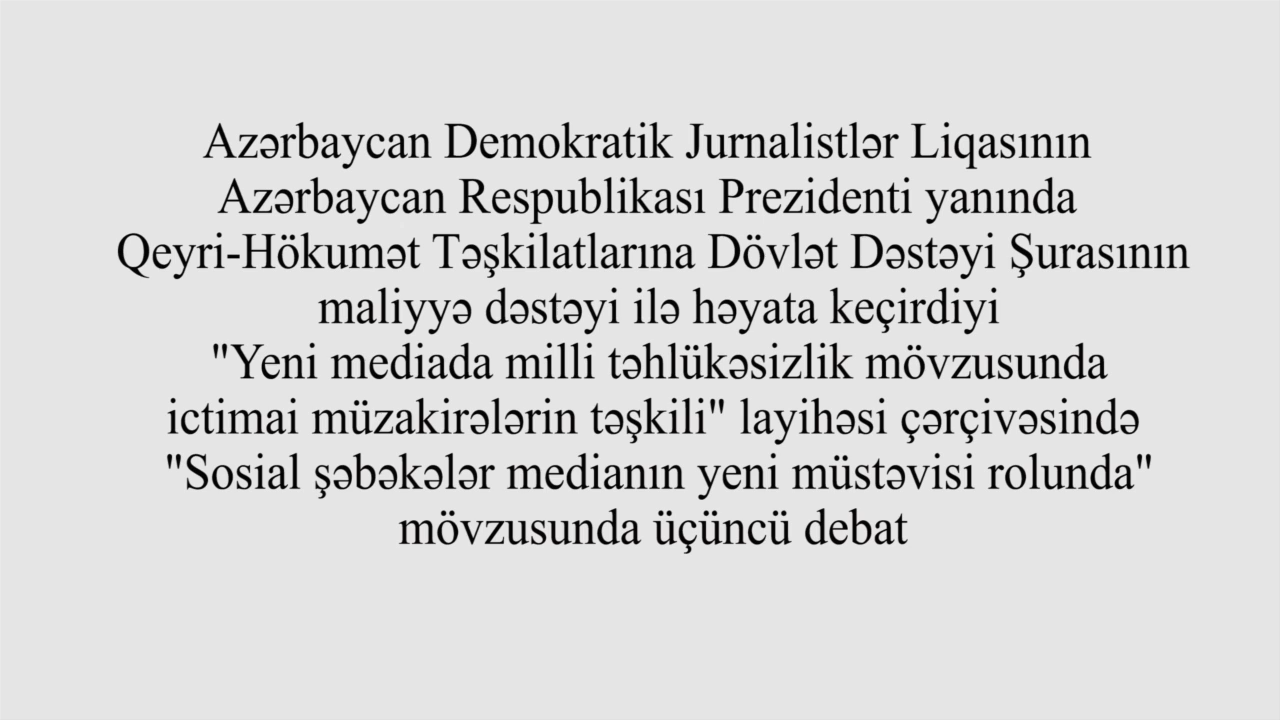 Azərbaycan Demokratik Jurnalistlər Liqasının
Azərbaycan Respublikası Prezidenti yanında
Qeyri-Hökumət Təşkilatlarına Dövlət Dəstəyi Şurasının
maliyyə dəstəyi ilə həyata keçirdiyi
"Yeni mediada milli təhlükəsizlik mövzusunda
ictimai müzakirələrin təşkili" layihəsi çərçivəsində
"Sosial şəbəkələr medianın yeni müstəvisi rolunda"
mövzusunda üçüncü debat